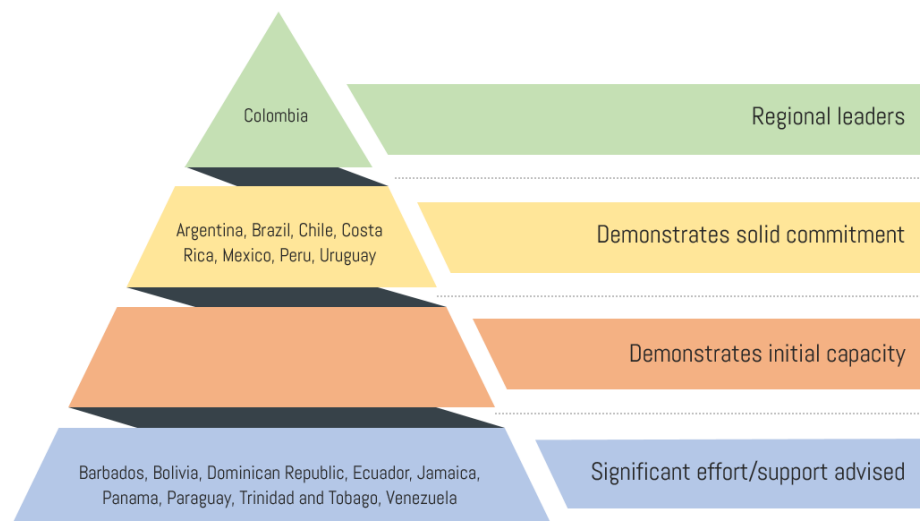 Colombia
Regional leaders
Argentina, Brazil, Chile, Costa
Rica, Mexico, Peru, Uruguay
Demonstrates solid commitment
Demonstrates initial capacity
Barbados, Bolivia, Dominican Republic, Ecuador, Jamaica,
Panama, Paraguay, Trinidad and Tobago, Venezuela
Significant effort/support advised